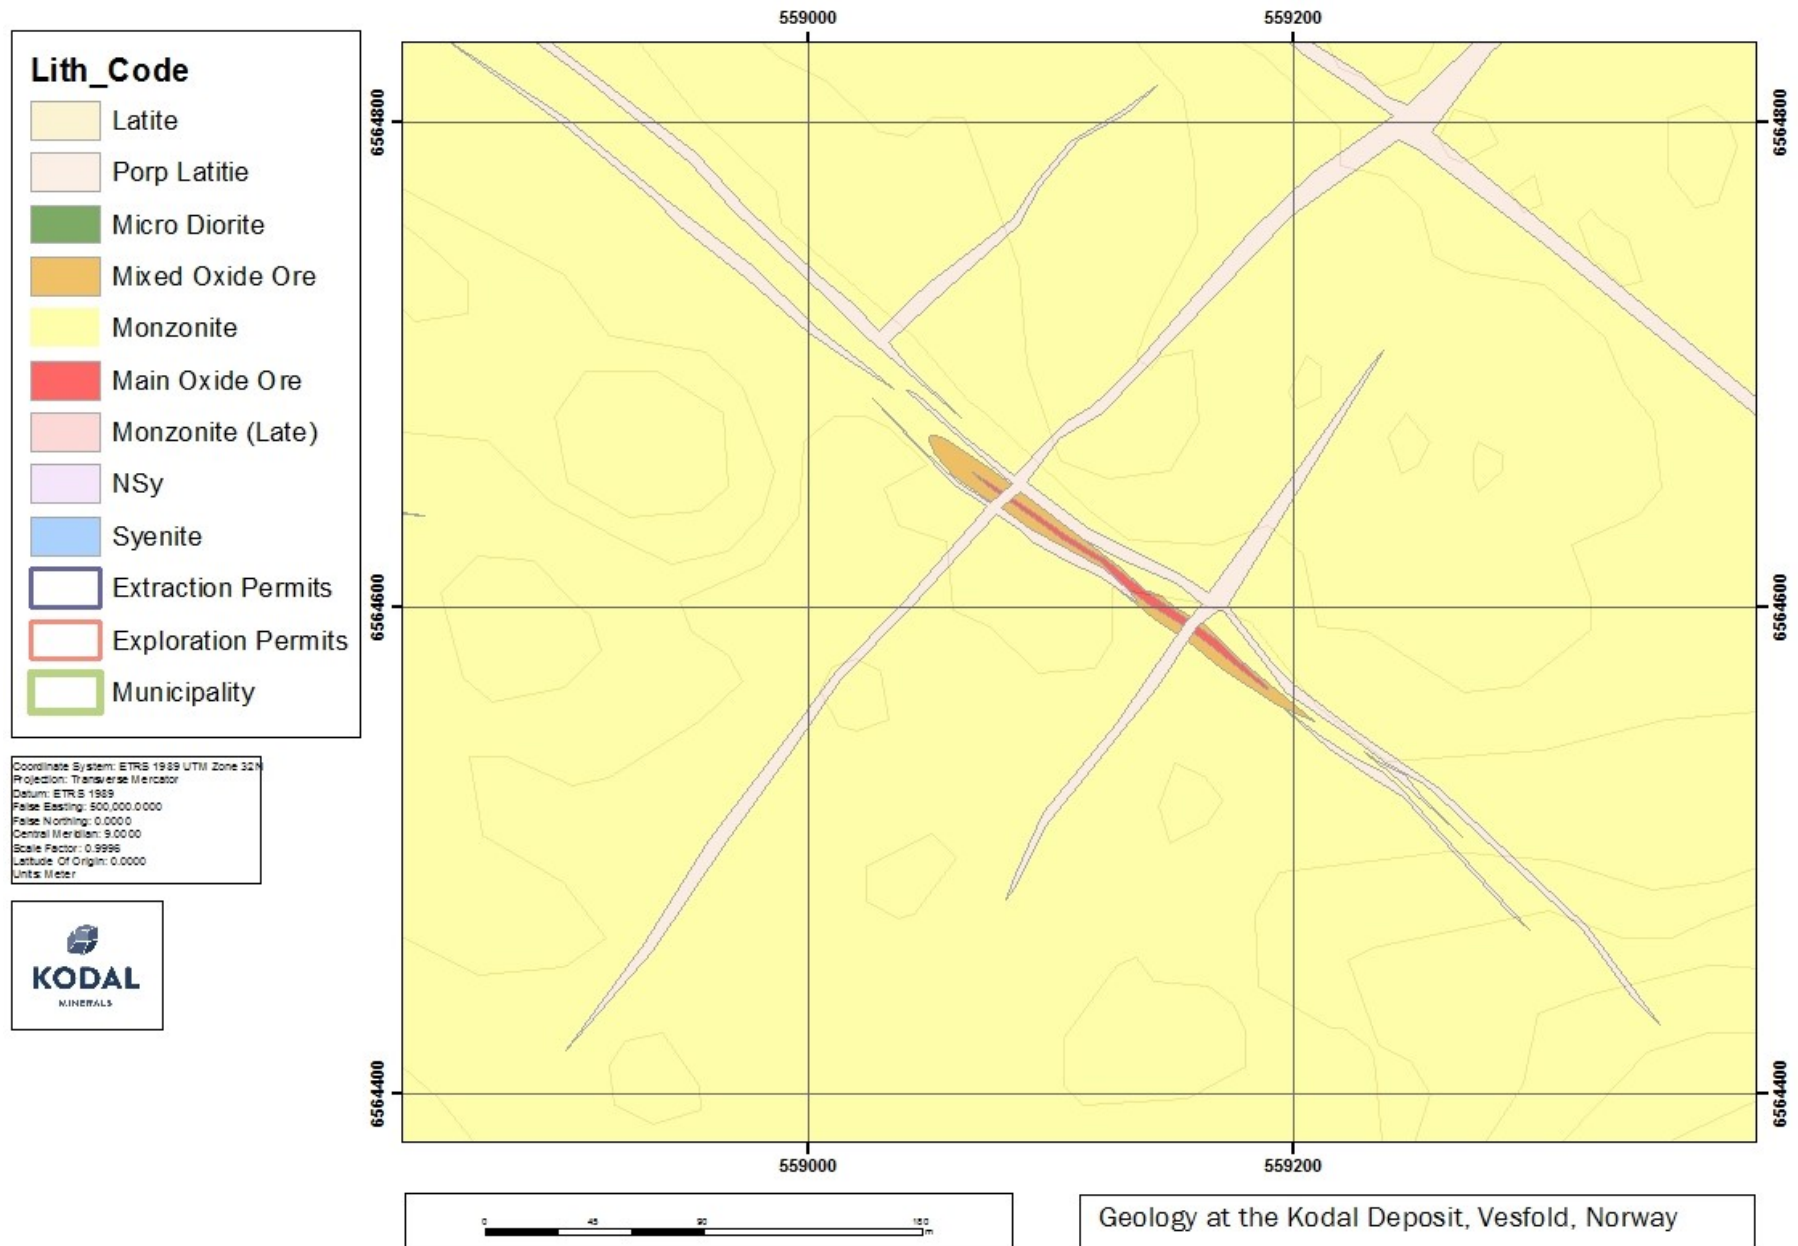 559000 559200
Lith_Code
Latite
Porp Latitie
Micro Diorite
Mixed Oxide Ore
Monzonite
Main Oxide Ore
Monzonite (Late)
NSy
Syenite
Extraction Permits
Exploration Permits
Municipality
Coordinate System: ETRS 1989 UTM Zone 32N
Projection: Transverse Mercator
Datum: ETRS 1989
False Easting: 500,000.0000
False Northing: 0.0000
Central Meridian: 9.0000
Scale Factor: 0.9996
Latitude Of Origin: 0.0000
Units: Meter
KODAL
MINERALS
6564800
6564600
6564400
6564800
6564600
6564400
559000 559200
0 45 90 180
m
Geology at the Kodal Deposit, Vesfold, Norway